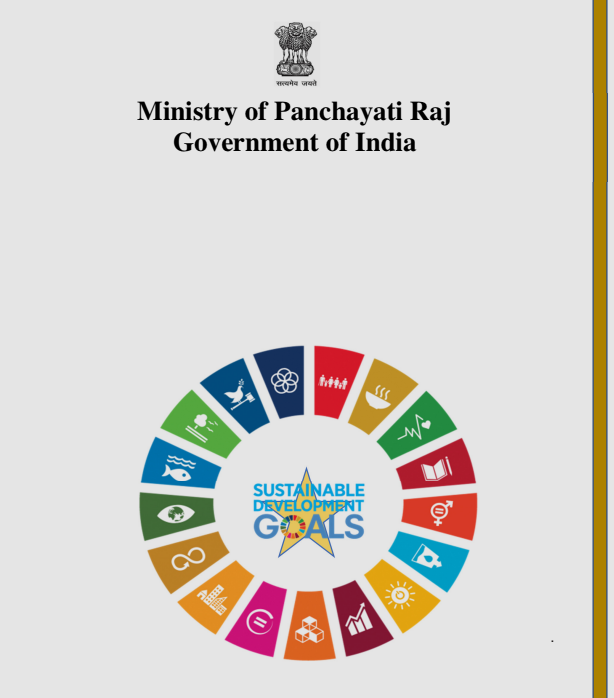 सत्यमेव जयते
Ministry of Panchayati Raj
Government of India
SUSTAINABLE
DEVELOPMENT
GOALS
.